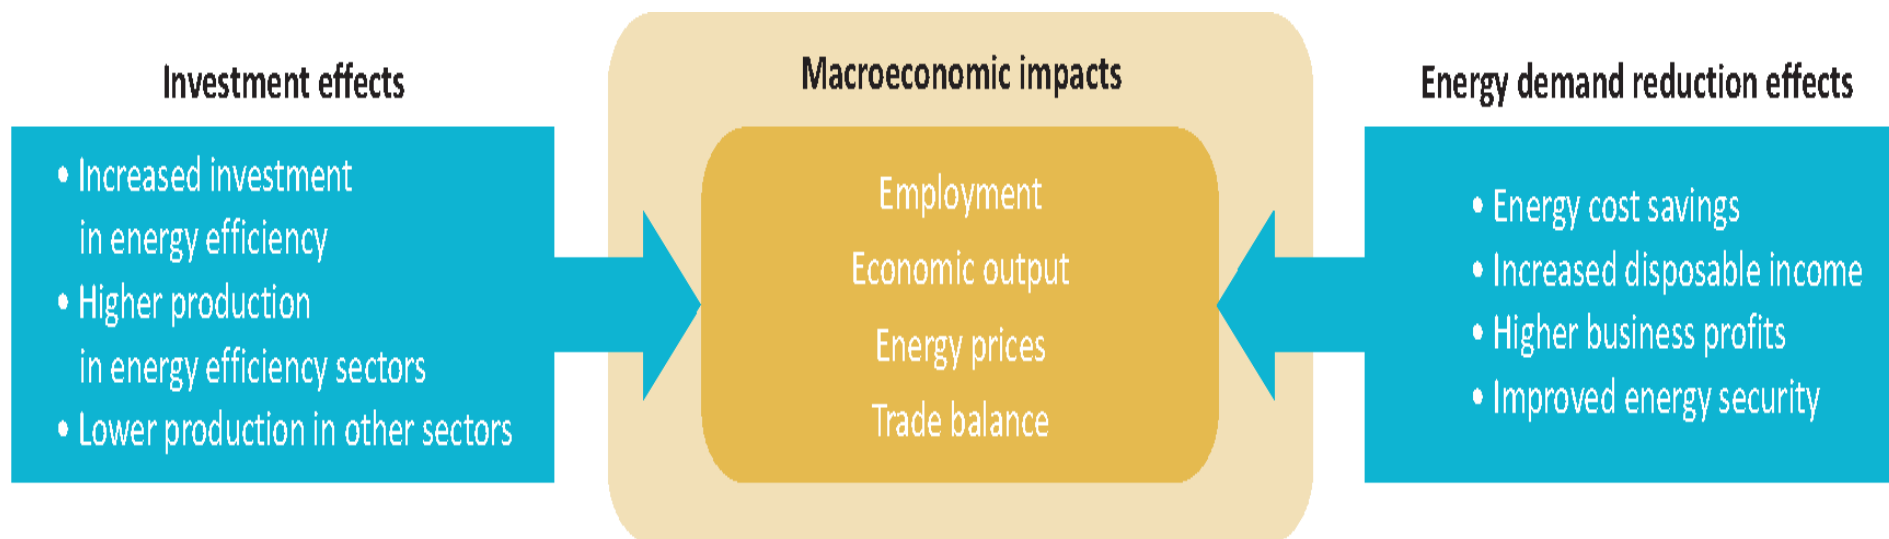 Investment effects
• Increased investment
in energy efficiency
• Higher production
in energy efficiency sectors
• Lower production in other sectors
Macroeconomic impacts
Employment
Economic output
Energy prices
Trade balance
Energy demand reduction effects
• Energy cost savings
• Increased disposable income
• Higher business profits
• Improved energy security